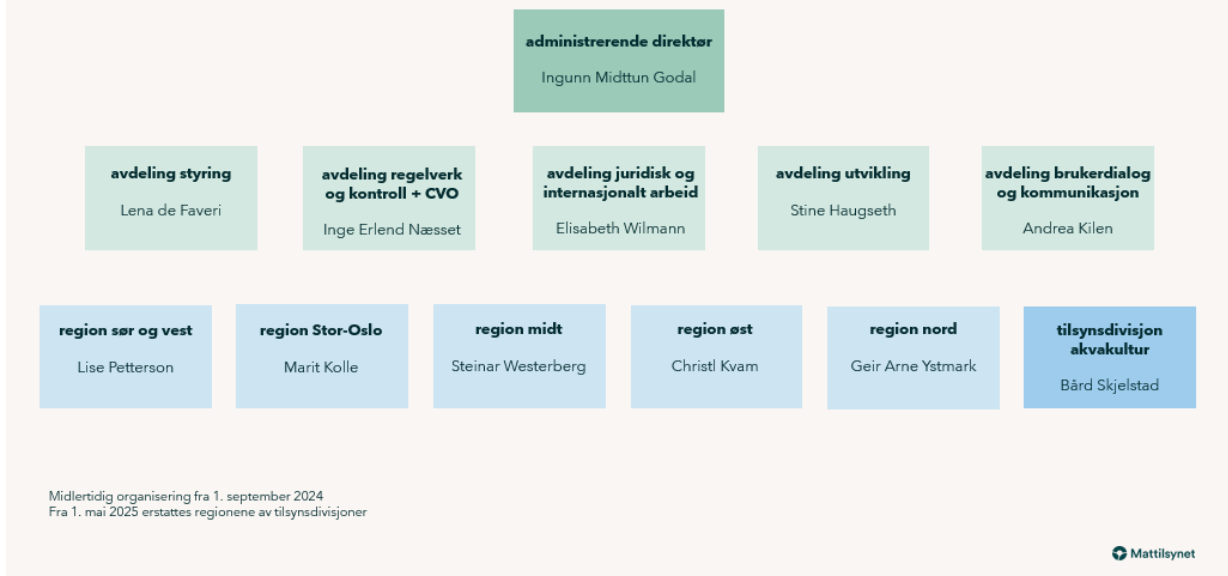 administrerende direktør
Ingunn Midttun Godal
avdeling styring
Lena de Faveri
avdeling regelverk
og kontroll + CVO
Inge Erlend Næsset
avdeling juridisk og
internasjonalt arbeid
Elisabeth Wilmann
avdeling utvikling
Stine Haugseth
avdeling brukerdialog
og kommunikasjon
Andrea Kilen
region sør og vest
Lise Petterson
region Stor-Oslo
Marit Kolle
region midt
Steinar Westerberg
region øst
Christl Kvam
region nord
Geir Arne Ystmark
tilsynsdivisjon
akvakultur
Bård Skjelstad
Midlertidig organisering fra 1. september 2024
Fra 1. mai 2025 erstattes regionene av tilsynsdivisjoner
Mattilsynet